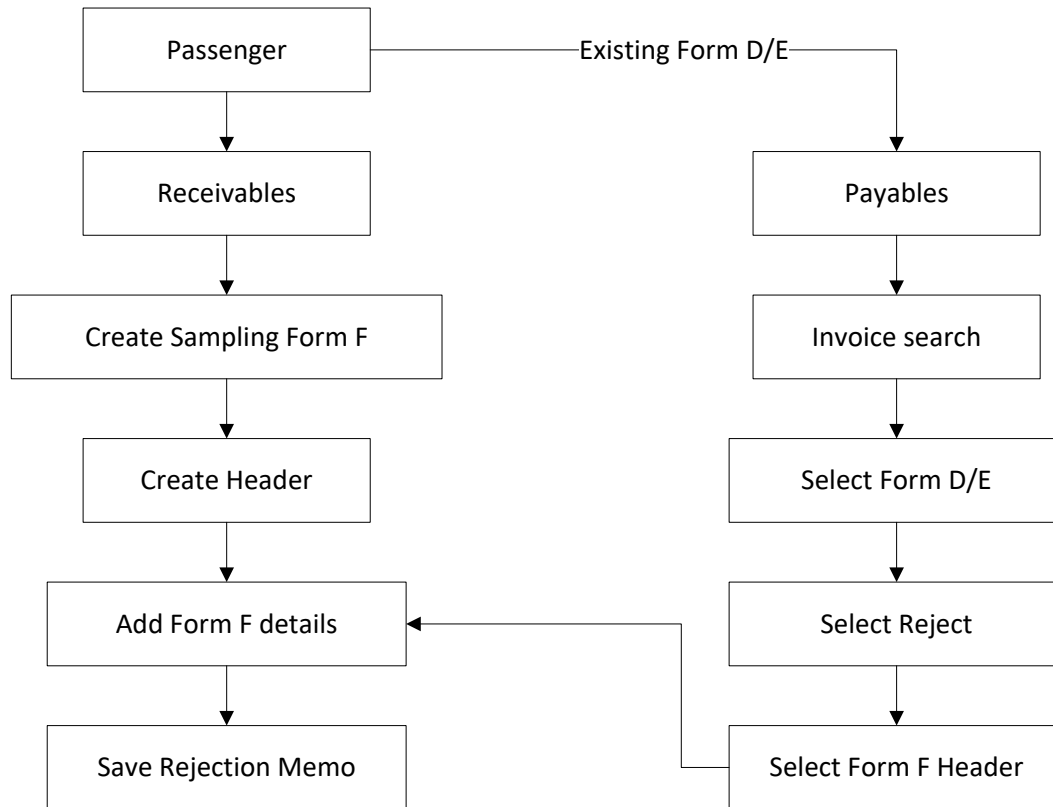 Passenger
Existing Form D/E
Receivables
Payables
Create Sampling Form F
Invoice search
Create Header
Select Form D/E
Add Form F details
Select Reject
Save Rejection Memo
Select Form F Header